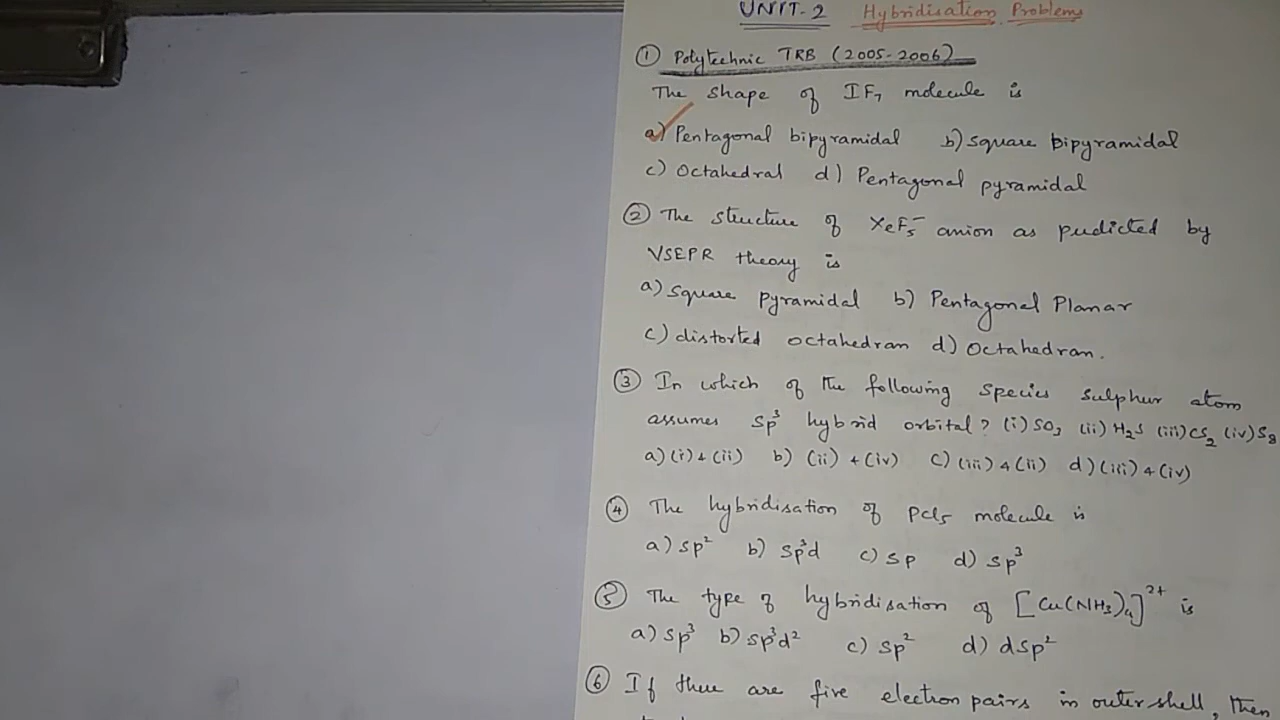 UNIT-2 Hybridisation Problems
① Polytechnic TRB (2005-2006)
The shape of IF₇ molecule is
a) Pentagonal bipyramidal b) square bipyramidal
c) Octahedral d) Pentagonal pyramidal
② The structure of XeF₅⁻ anion as pudicted by
VSEPR theory is
a) square pyramidal b) Pentagonal Planar
c) distorted octahedran d) Octahedran.
③ In which of the following species sulphur atom
assumes sp³ hybrid orbital? (i) SO₃ (ii) H₂S (iii) CS₂ (iv) S₈
a) (i) & (ii) b) (ii) & (iv) c) (iii) & (ii) d) (iii) & (iv)
④ The hybridisation of PCl₅ molecule is
a) sp² b) sp³d c) sp d) sp³
⑤ The type of hybridisation of [Cu(NH₃)₄]²⁺ is
a) sp³ b) sp³d² c) sp² d) dsp²
⑥ If there are five electron pairs in outer shell, then